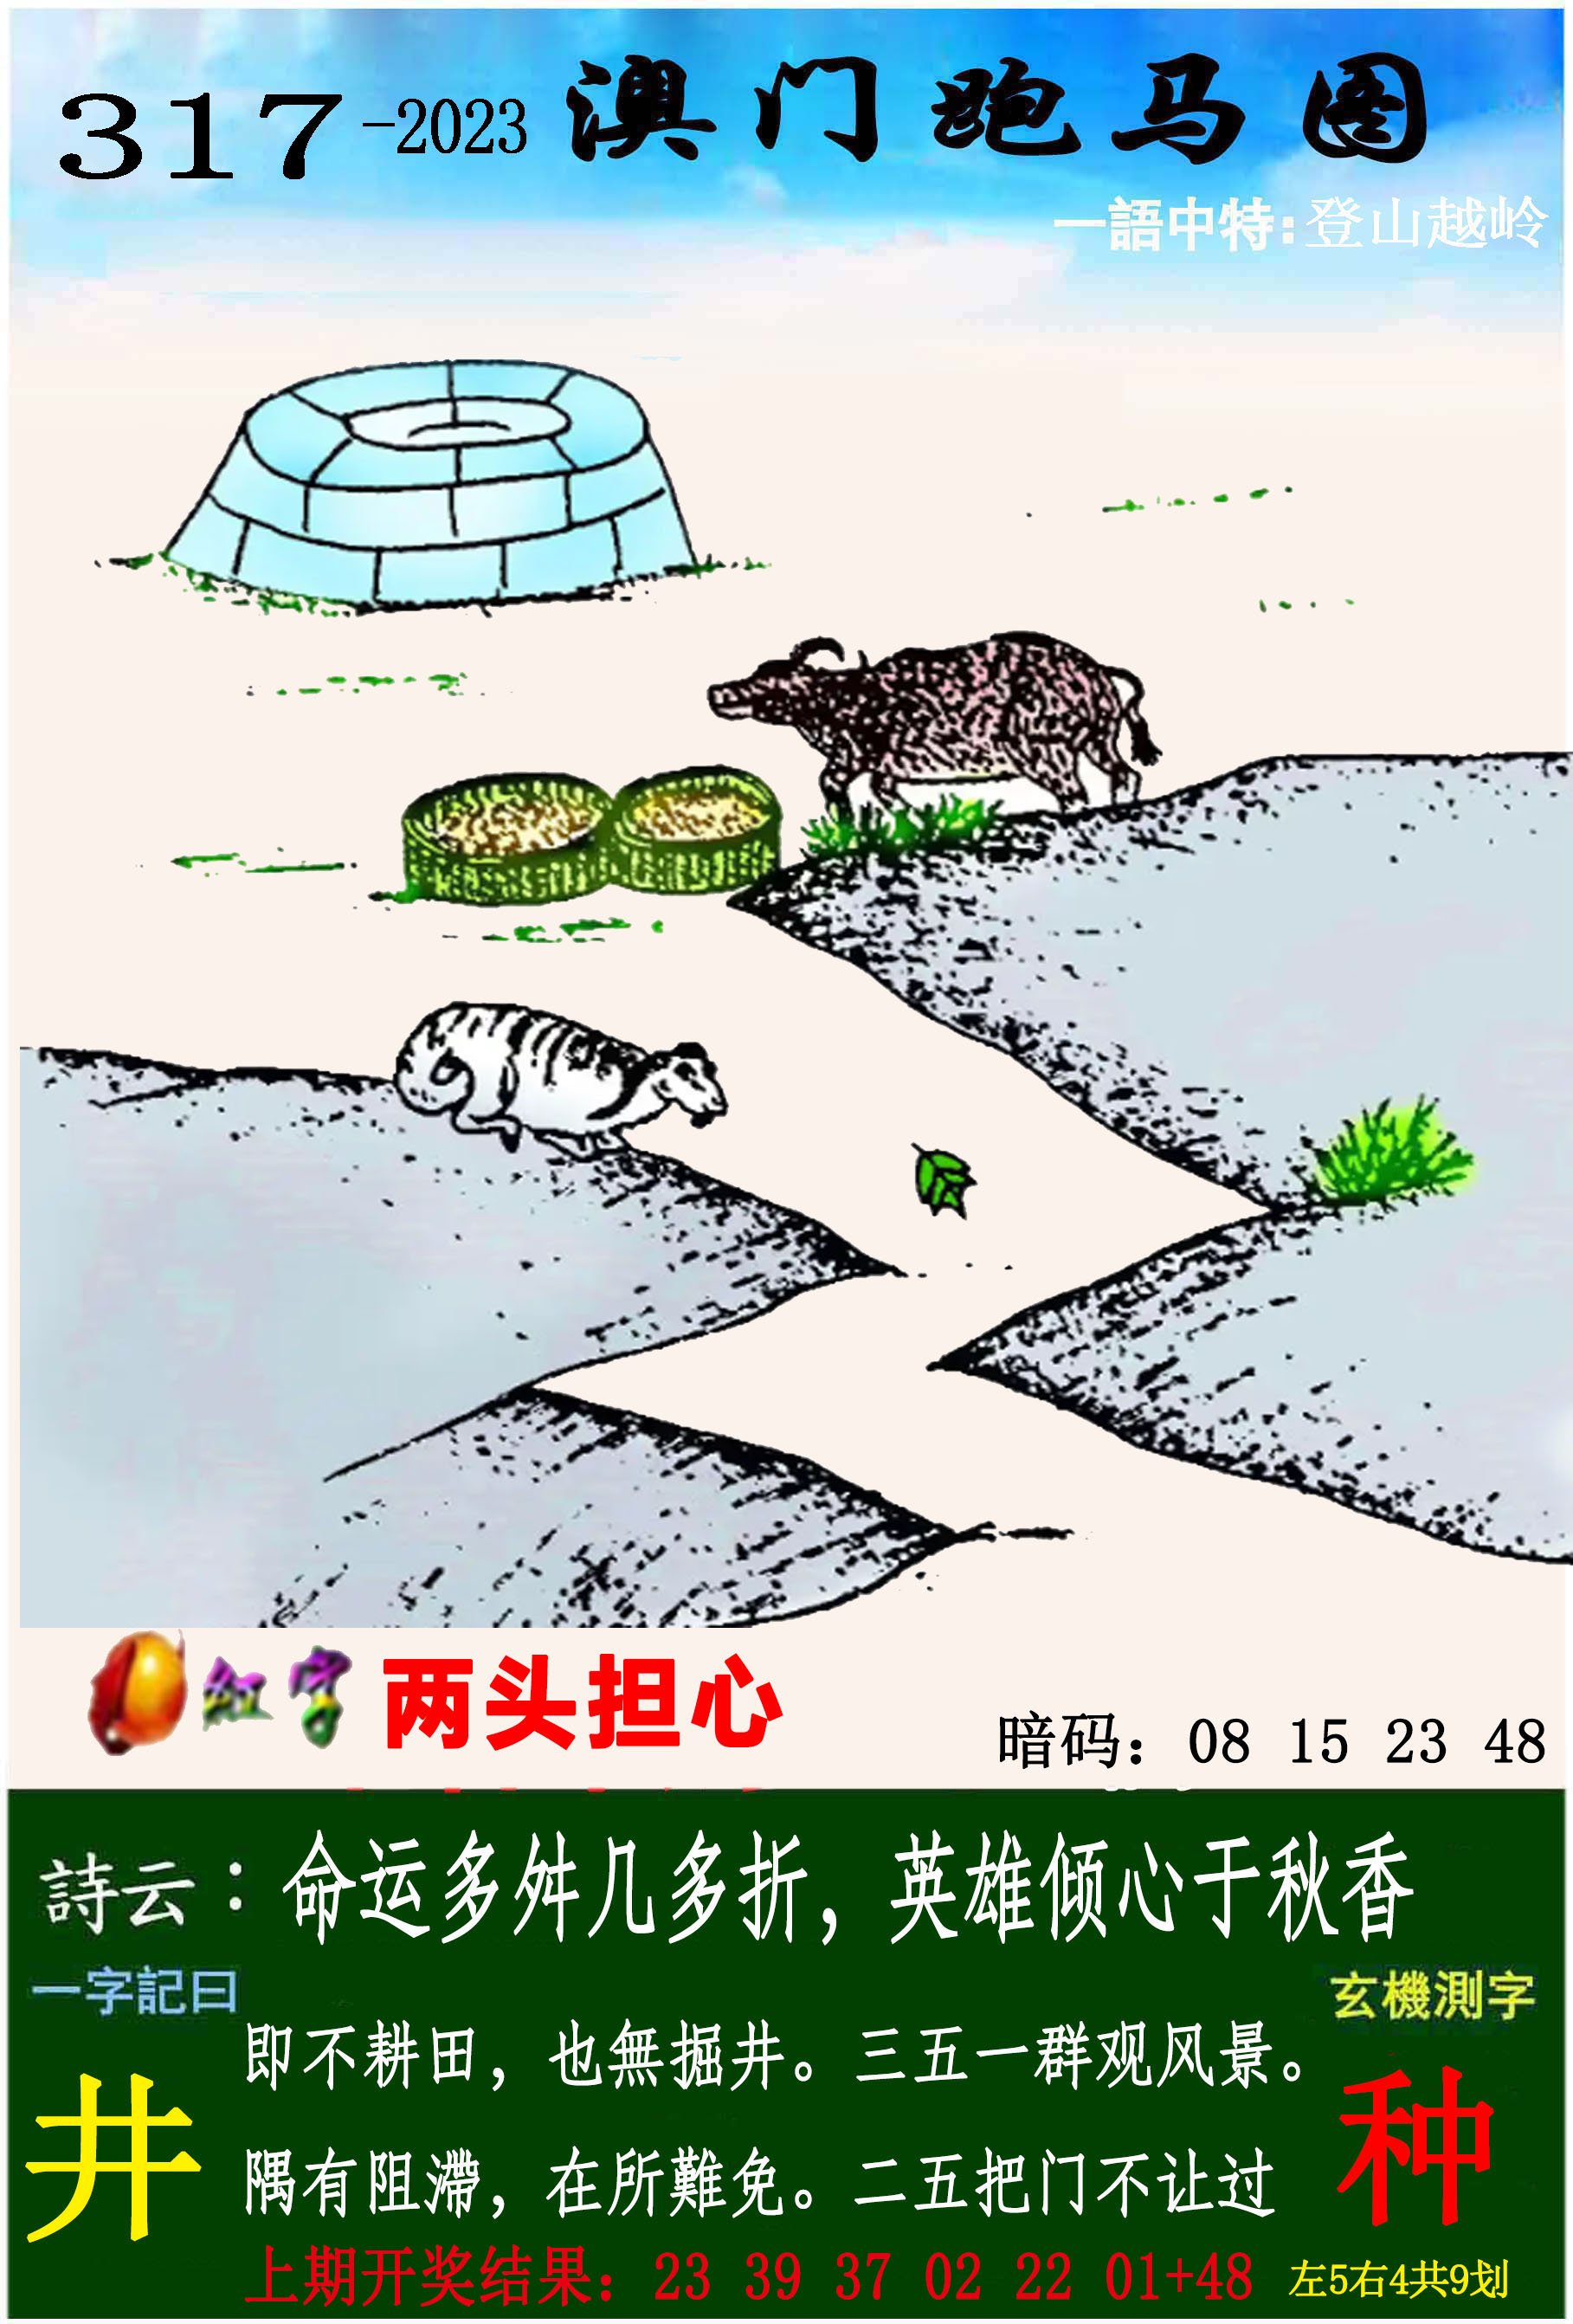 317-2023 澳门跑马图
一語中特:登山越岭
红字 两头担心
暗码：08 15 23 48
詩云：命运多舛几多折，英雄倾心于秋香
一字記曰
玄機測字
即不耕田，也無掘井。三五一群观风景。
井
种
隅有阻滯，在所難免。二五把门不让过
上期开奖结果：23 39 37 02 22 01+48
左5右4共9划